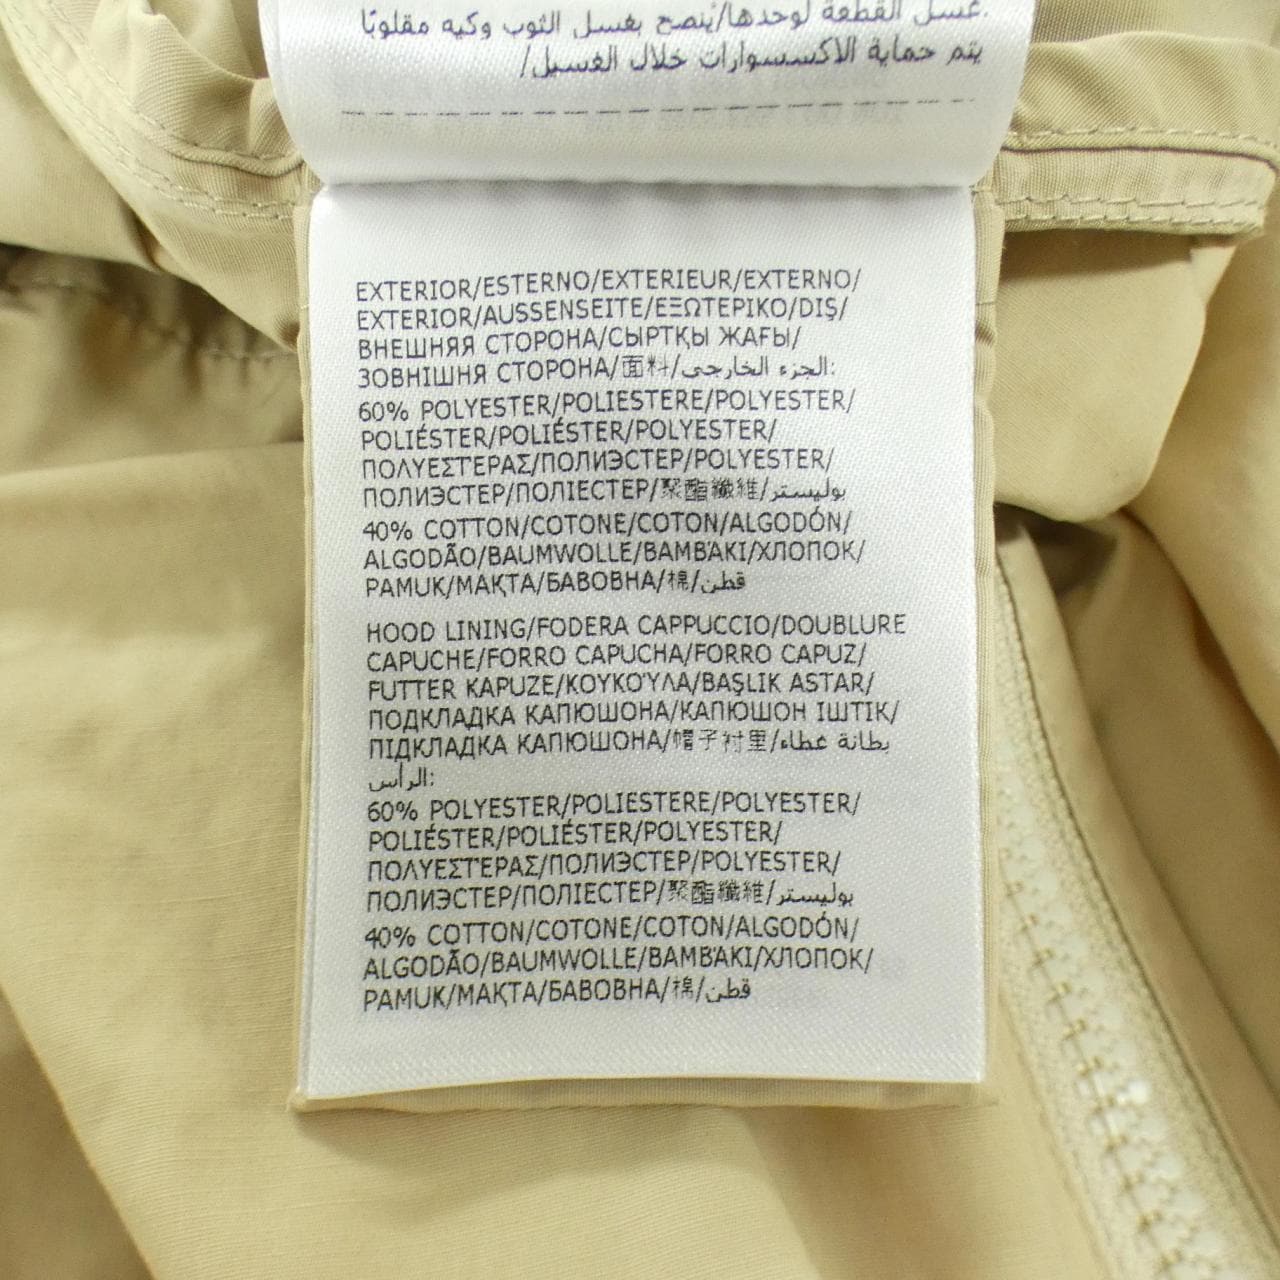 غسل القطعة لوحدها/يُنصح بغسل الثوب وكيه مقلوبًا.
يتم حماية الاكسسوارات خلال الغسيل/
EXTERIOR/ESTERNO/EXTERIEUR/EXTERNO/
EXTERIOR/AUSSENSEITE/ΕΞΩΤΕΡΙΚΟ/DIŞ/
ВНЕШНЯЯ СТОРОНА/СЫРТҚЫ ЖАҒЫ/
ЗОВНІШНЯ СТОРОНА/面料/الجزء الخارجي:
60% POLYESTER/POLIESTERE/POLYESTER/
POLIÉSTER/POLIÉSTER/POLYESTER/
ΠΟΛΥΕΣΤΕΡΑΣ/ПОЛИЭСТЕР/POLYESTER/
ПОЛИЭСТЕР/ПОЛІЕСТЕР/聚酯纖維/بوليستر
40% COTTON/COTONE/COTON/ALGODÓN/
ALGODÃO/BAUMWOLLE/ΒΑΜΒΆΚΙ/ХЛОПОК/
PAMUK/МАҚТА/БАВОВНА/棉/قطن
HOOD LINING/FODERA CAPPUCCIO/DOUBLURE
CAPUCHE/FORRO CAPUCHA/FORRO CAPUZ/
FUTTER KAPUZE/ΚΟΥΚΟΎΛΑ/BAŞLIK ASTAR/
ПОДКЛАДКА КАПЮШОНА/КАПЮШОН ІШТІК/
ПІДКЛАДКА КАПЮШОНА/帽子衬里/بطانة غطاء
الرأس:
60% POLYESTER/POLIESTERE/POLYESTER/
POLIÉSTER/POLIÉSTER/POLYESTER/
ΠΟΛΥΕΣΤΈΡΑΣ/ПОЛИЭСТЕР/POLYESTER/
ПОЛИЭСТЕР/ПОЛІЕСТЕР/聚酯纖維/بوليستر
40% COTTON/COTONE/COTON/ALGODÓN/
ALGODÃO/BAUMWOLLE/ΒΑΜΒΆΚΙ/ХЛОПОК/
PAMUK/МАҚТА/БАВОВНА/棉/قطن